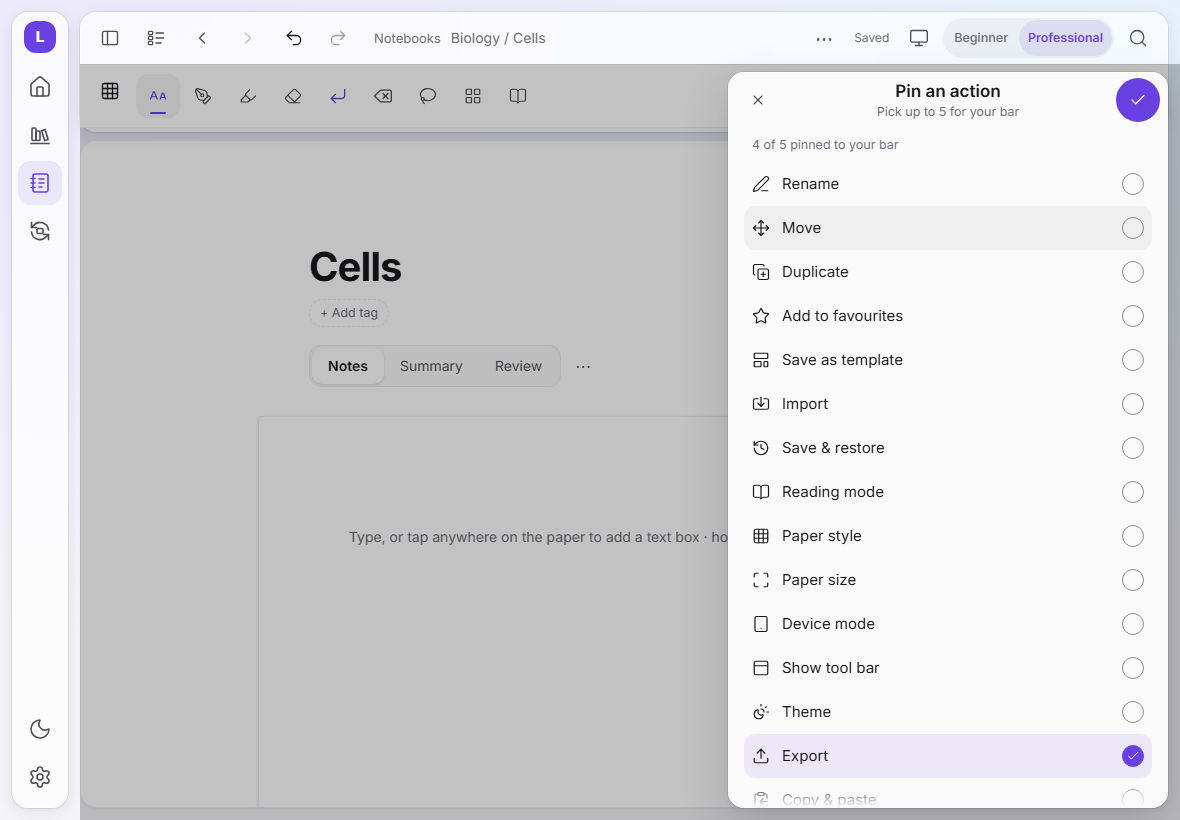 L
Notebooks Biology / Cells
Saved
Beginner Professional
AA
Pin an action
Pick up to 5 for your bar
4 of 5 pinned to your bar
Rename
Move
Duplicate
Add to favourites
Save as template
Import
Save & restore
Reading mode
Paper style
Paper size
Device mode
Show tool bar
Theme
Export
Copy & paste
Cells
+ Add tag
Notes Summary Review
Type, or tap anywhere on the paper to add a text box · ho